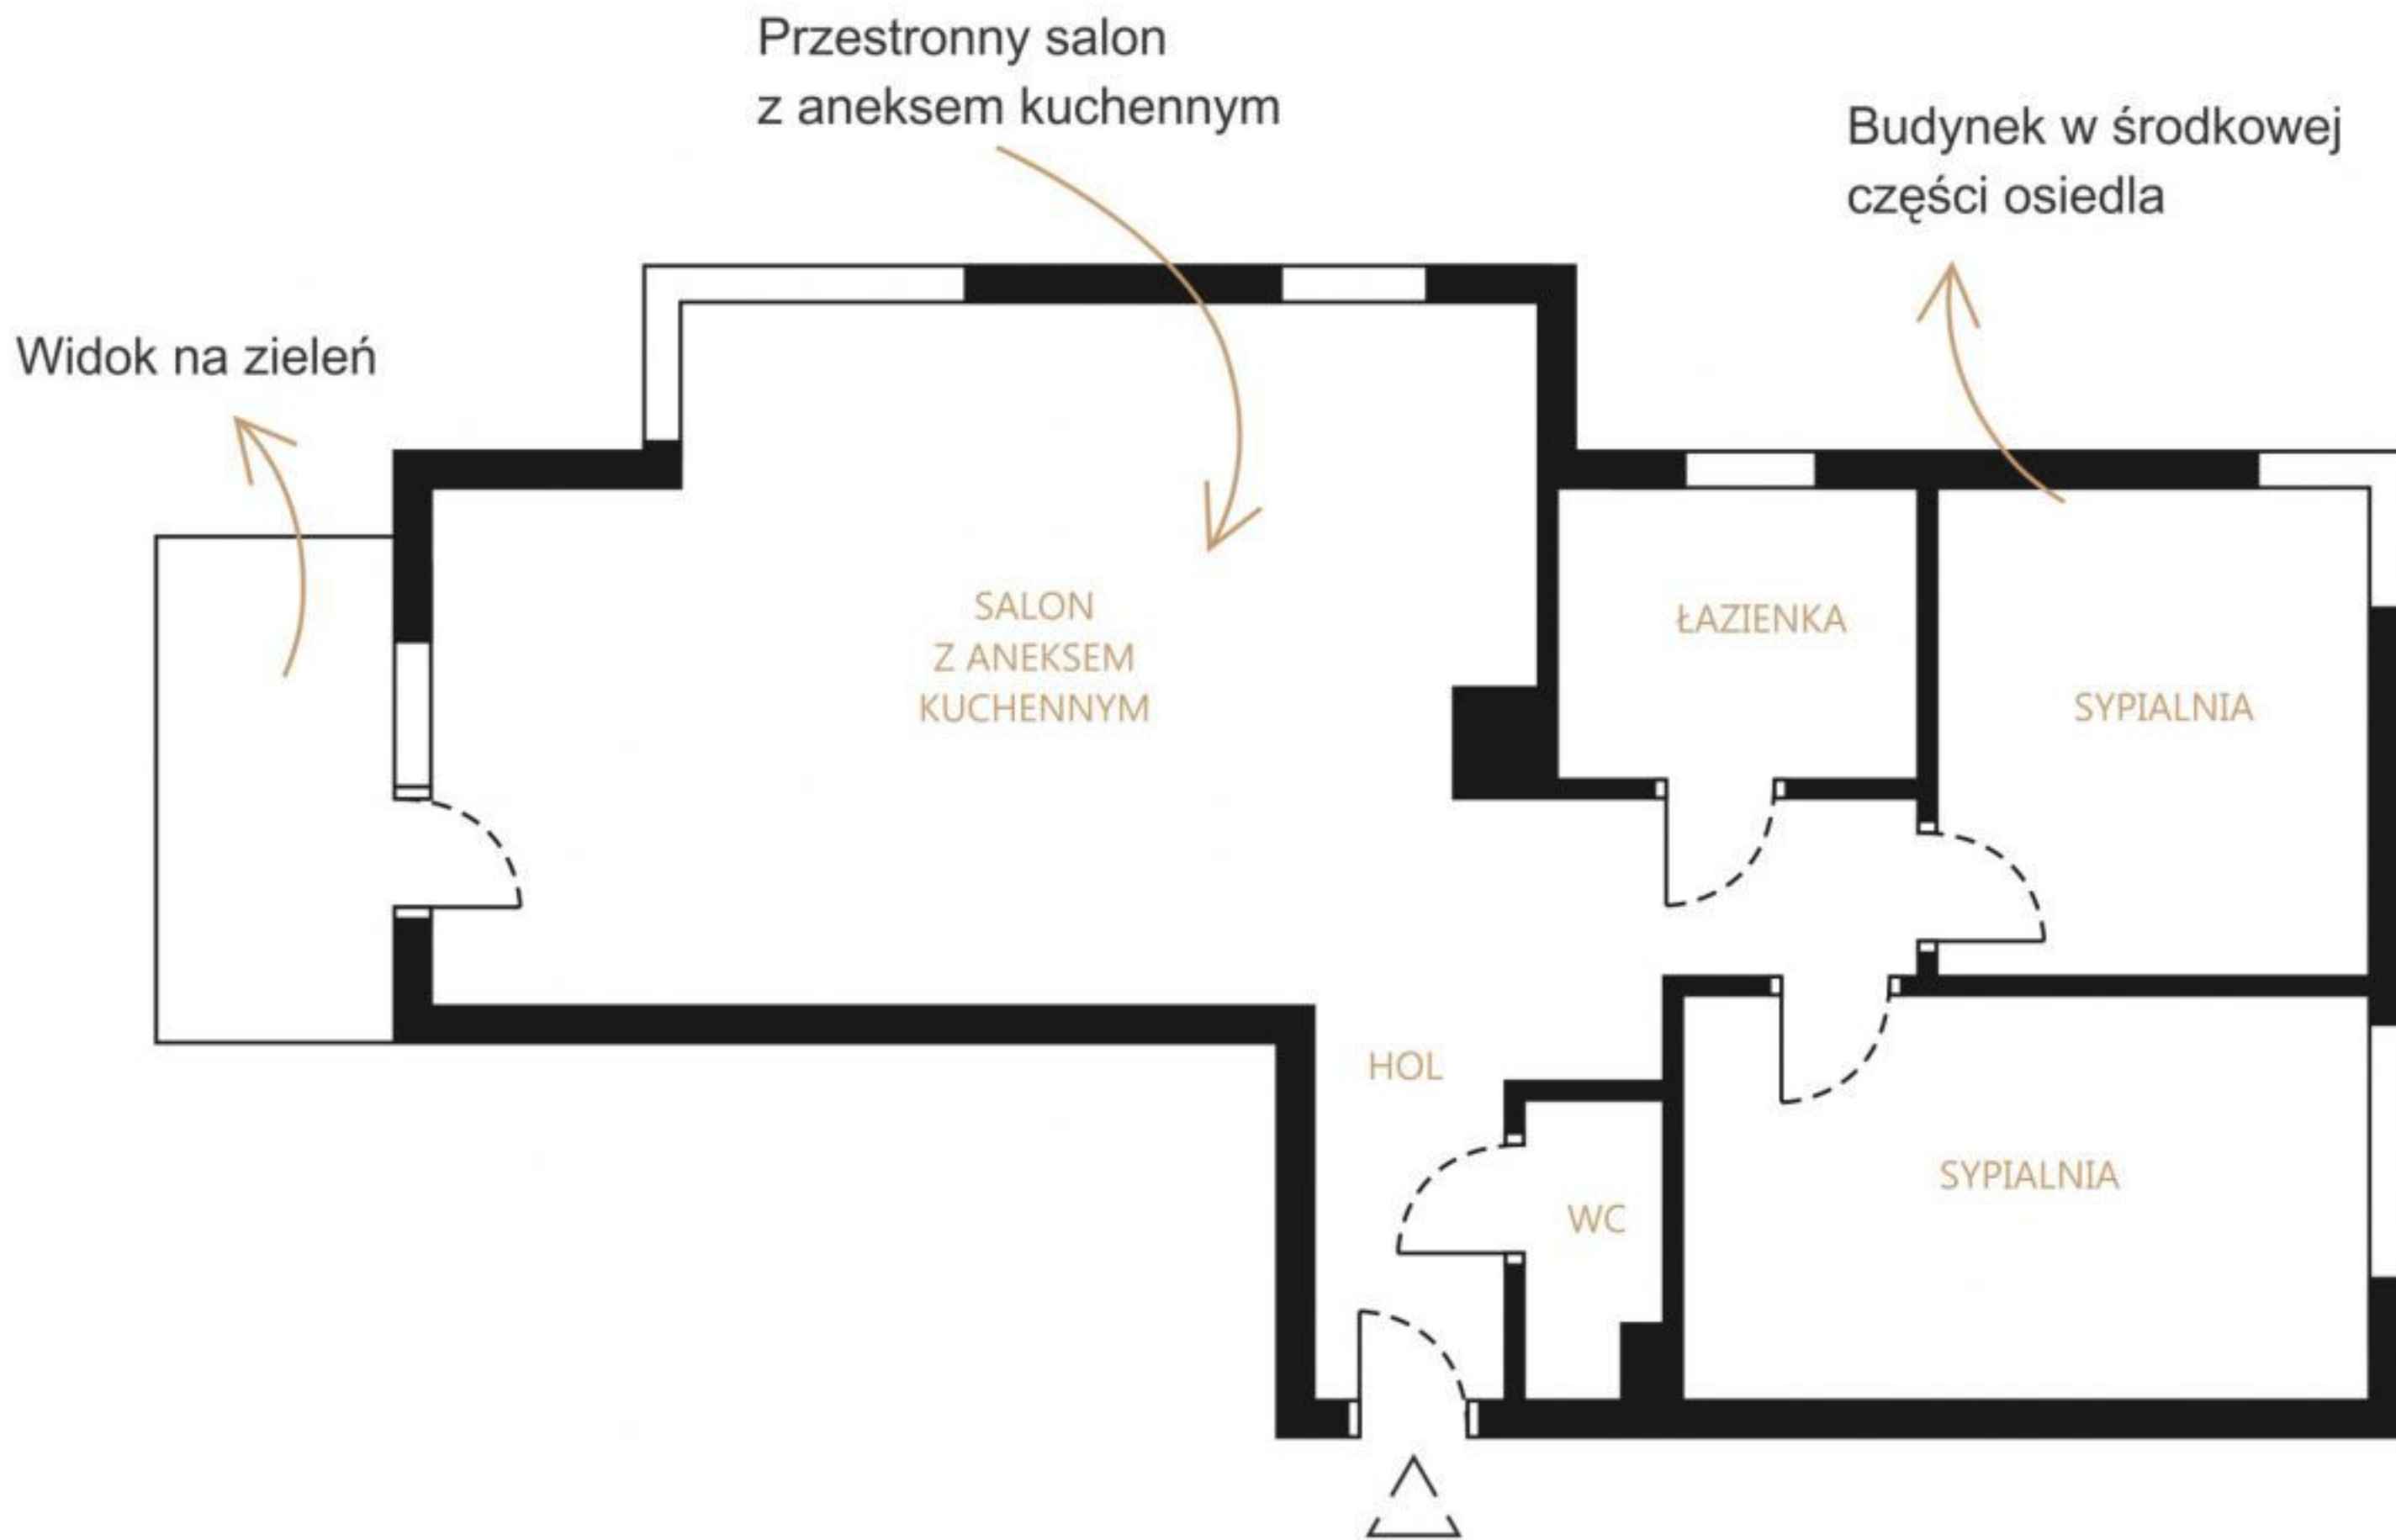 Przestronny salon
z aneksem kuchennym
Budynek w środkowej
części osiedla
Widok na zieleń
SALON
Z ANEKSEM
KUCHENNYM
ŁAZIENKA
SYPIALNIA
HOL
WC
SYPIALNIA